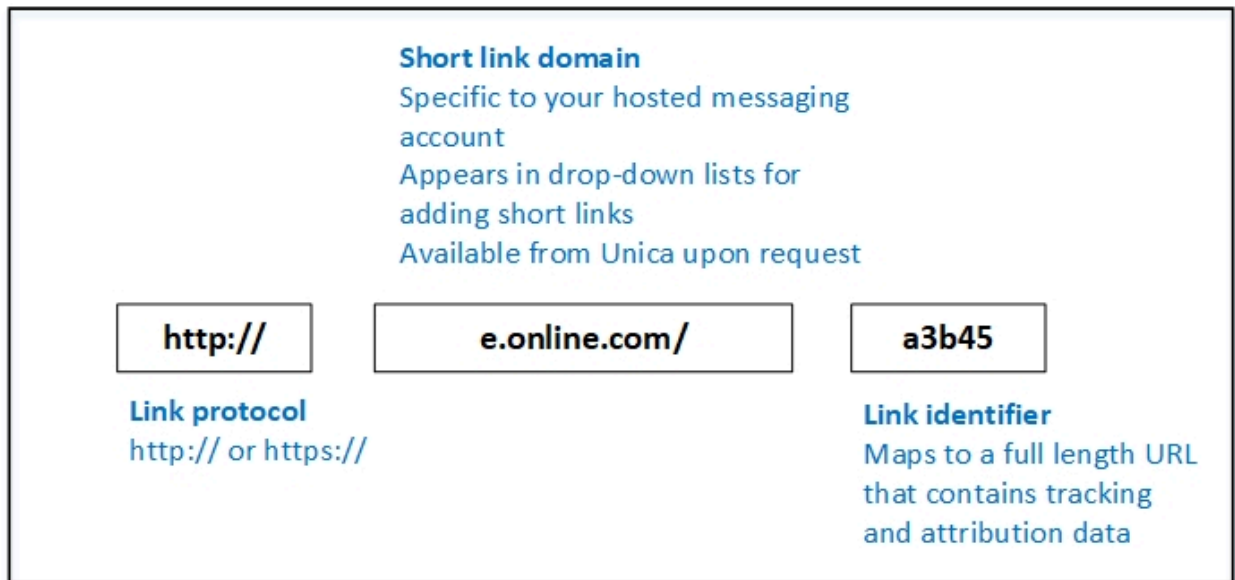 Short link domain
Specific to your hosted messaging
account
Appears in drop-down lists for
adding short links
Available from Unica upon request
http://
e.online.com/
a3b45
Link protocol
http:// or https://
Link identifier
Maps to a full length URL
that contains tracking
and attribution data